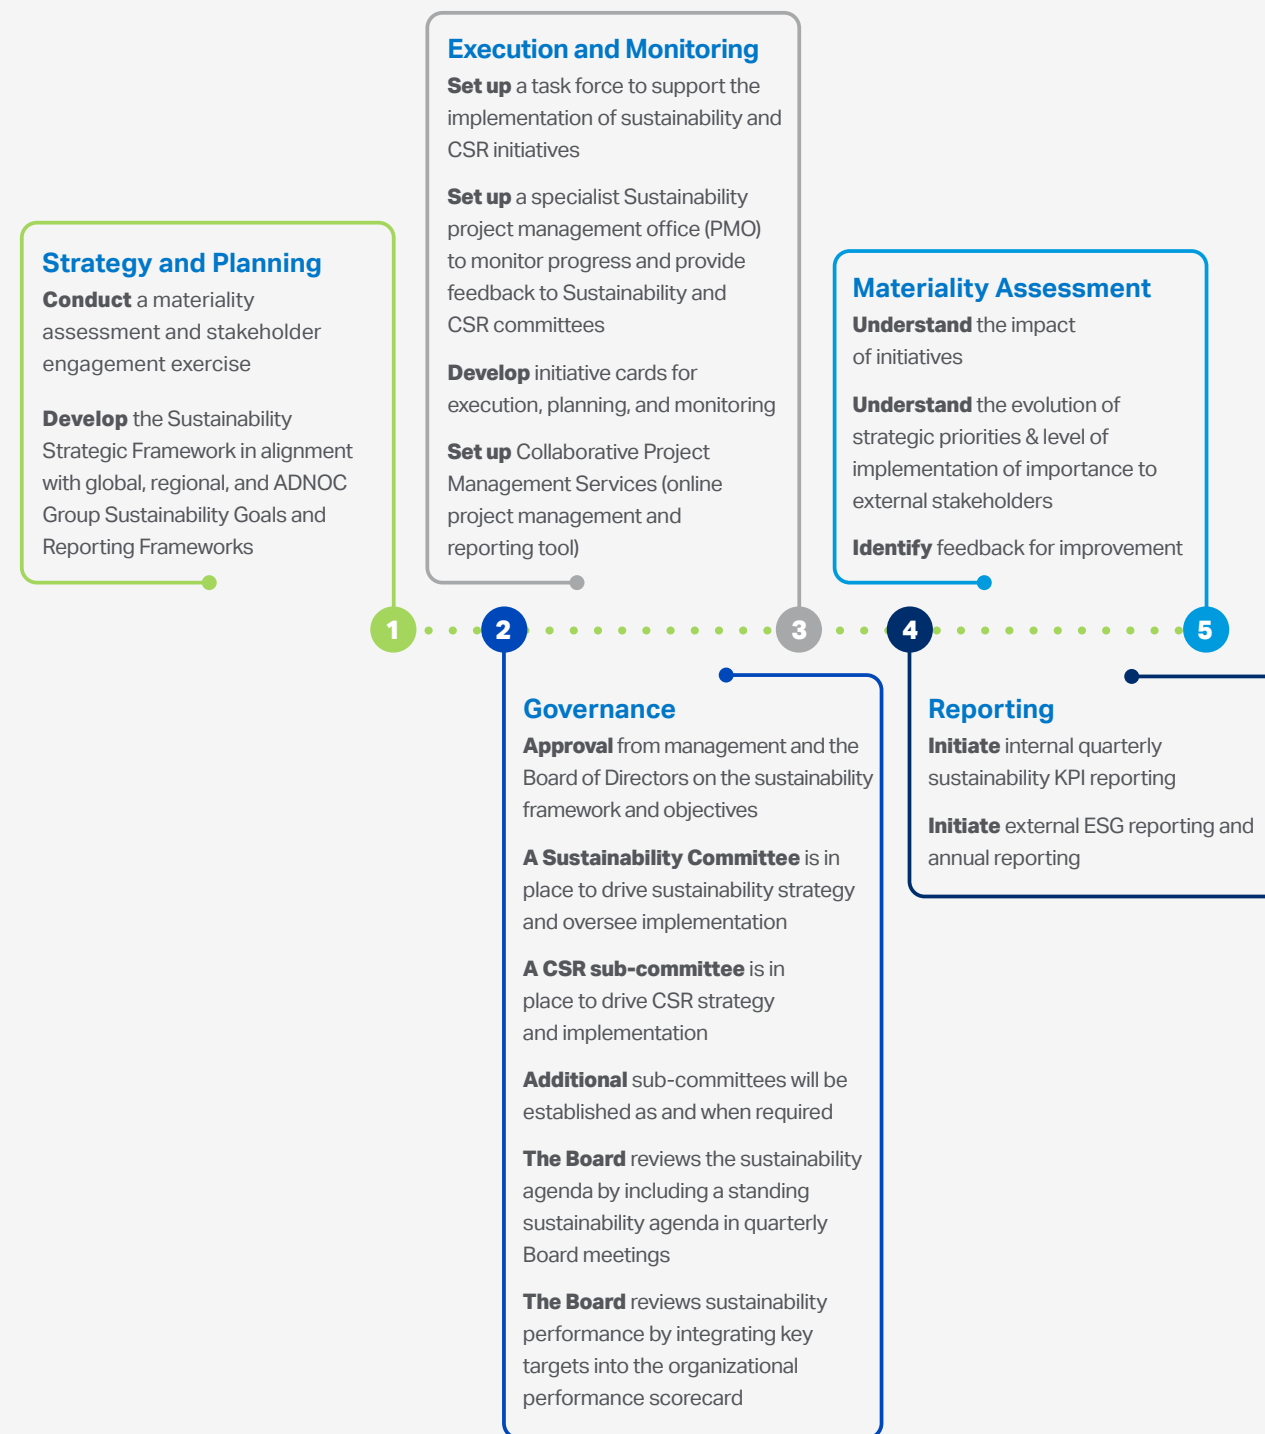 Strategy and Planning
Conduct a materiality
assessment and stakeholder
engagement exercise
Develop the Sustainability
Strategic Framework in alignment
with global, regional, and ADNOC
Group Sustainability Goals and
Reporting Frameworks
1
2
Governance
Approval from management and the
Board of Directors on the sustainability
framework and objectives
A Sustainability Committee is in
place to drive sustainability strategy
and oversee implementation
A CSR sub-committee is in
place to drive CSR strategy
and implementation
Additional sub-committees will be
established as and when required
The Board reviews the sustainability
agenda by including a standing
sustainability agenda in quarterly
Board meetings
The Board reviews sustainability
performance by integrating key
targets into the organizational
performance scorecard
Execution and Monitoring
Set up a task force to support the
implementation of sustainability and
CSR initiatives
Set up a specialist Sustainability
project management office (PMO)
to monitor progress and provide
feedback to Sustainability and
CSR committees
Develop initiative cards for
execution, planning, and monitoring
Set up Collaborative Project
Management Services (online
project management and
reporting tool)
3
4
Reporting
Initiate internal quarterly
sustainability KPI reporting
Initiate external ESG reporting and
annual reporting
Materiality Assessment
Understand the impact
of initiatives
Understand the evolution of
strategic priorities & level of
implementation of importance to
external stakeholders
Identify feedback for improvement
5